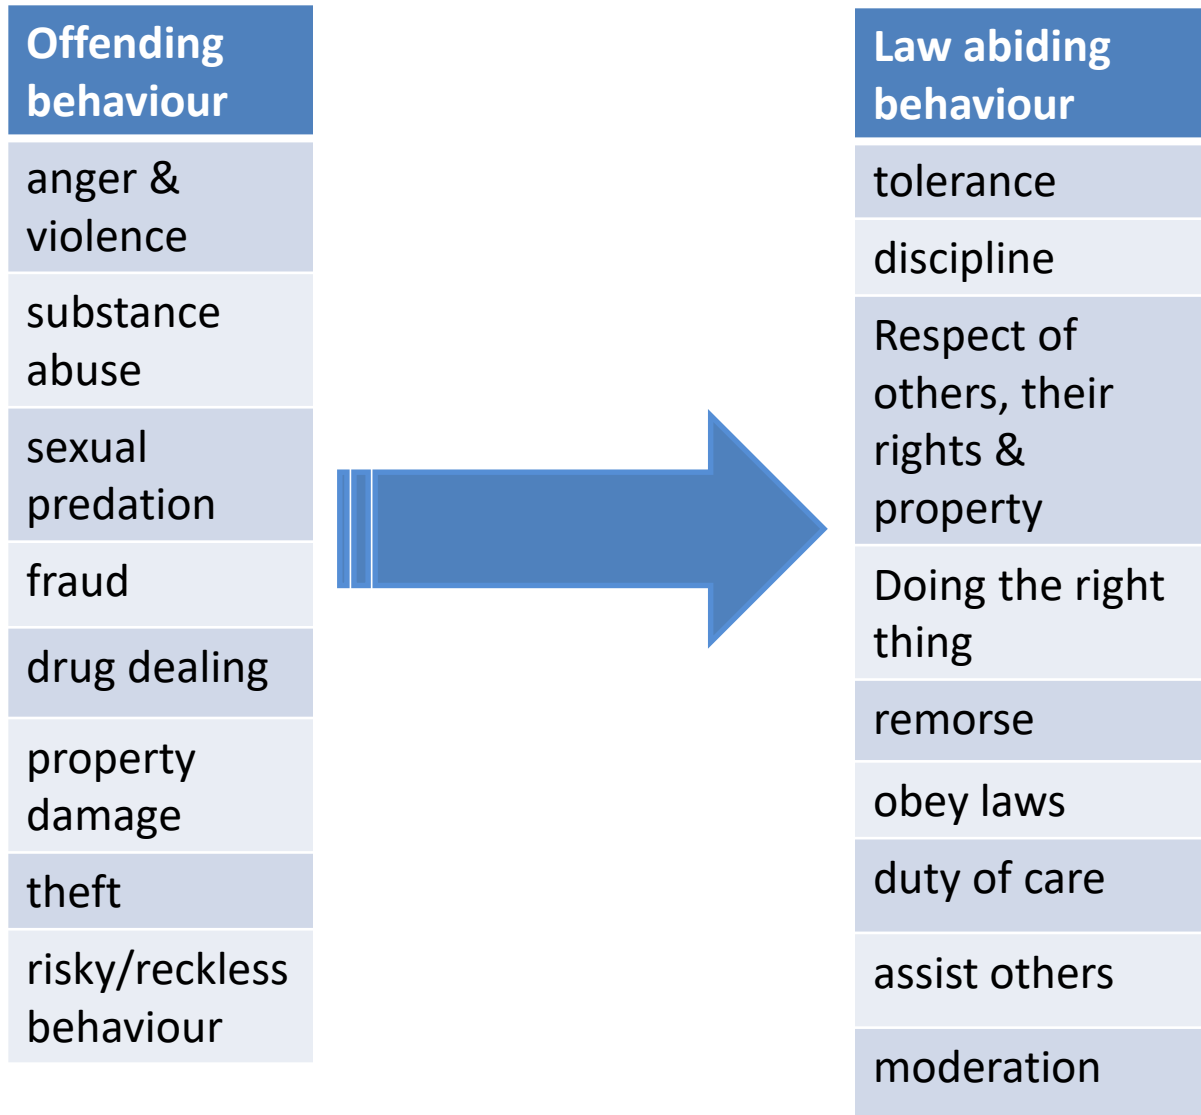 Offending
behaviour
anger &
violence
substance
abuse
sexual
predation
fraud
drug dealing
property
damage
theft
risky/reckless
behaviour
Law abiding
behaviour
tolerance
discipline
Respect of
others, their
rights &
property
Doing the right
thing
remorse
obey laws
duty of care
assist others
moderation